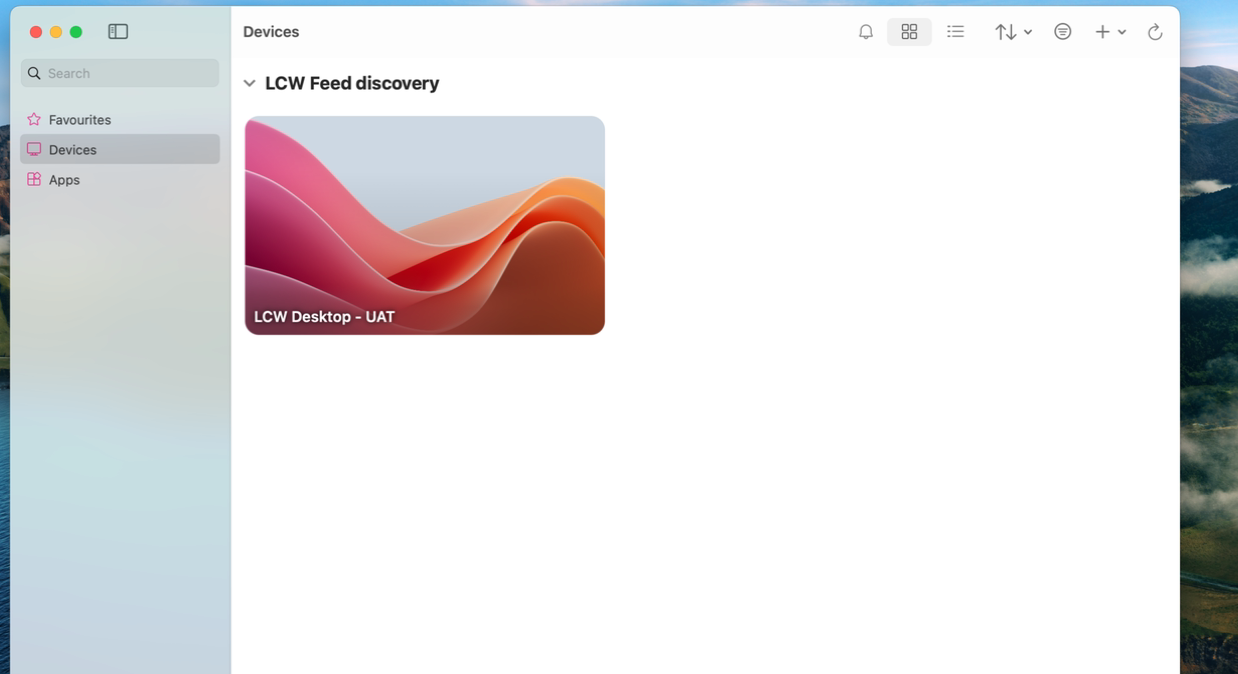 Devices
Search
Favourites
Devices
Apps
LCW Feed discovery
LCW Desktop - UAT